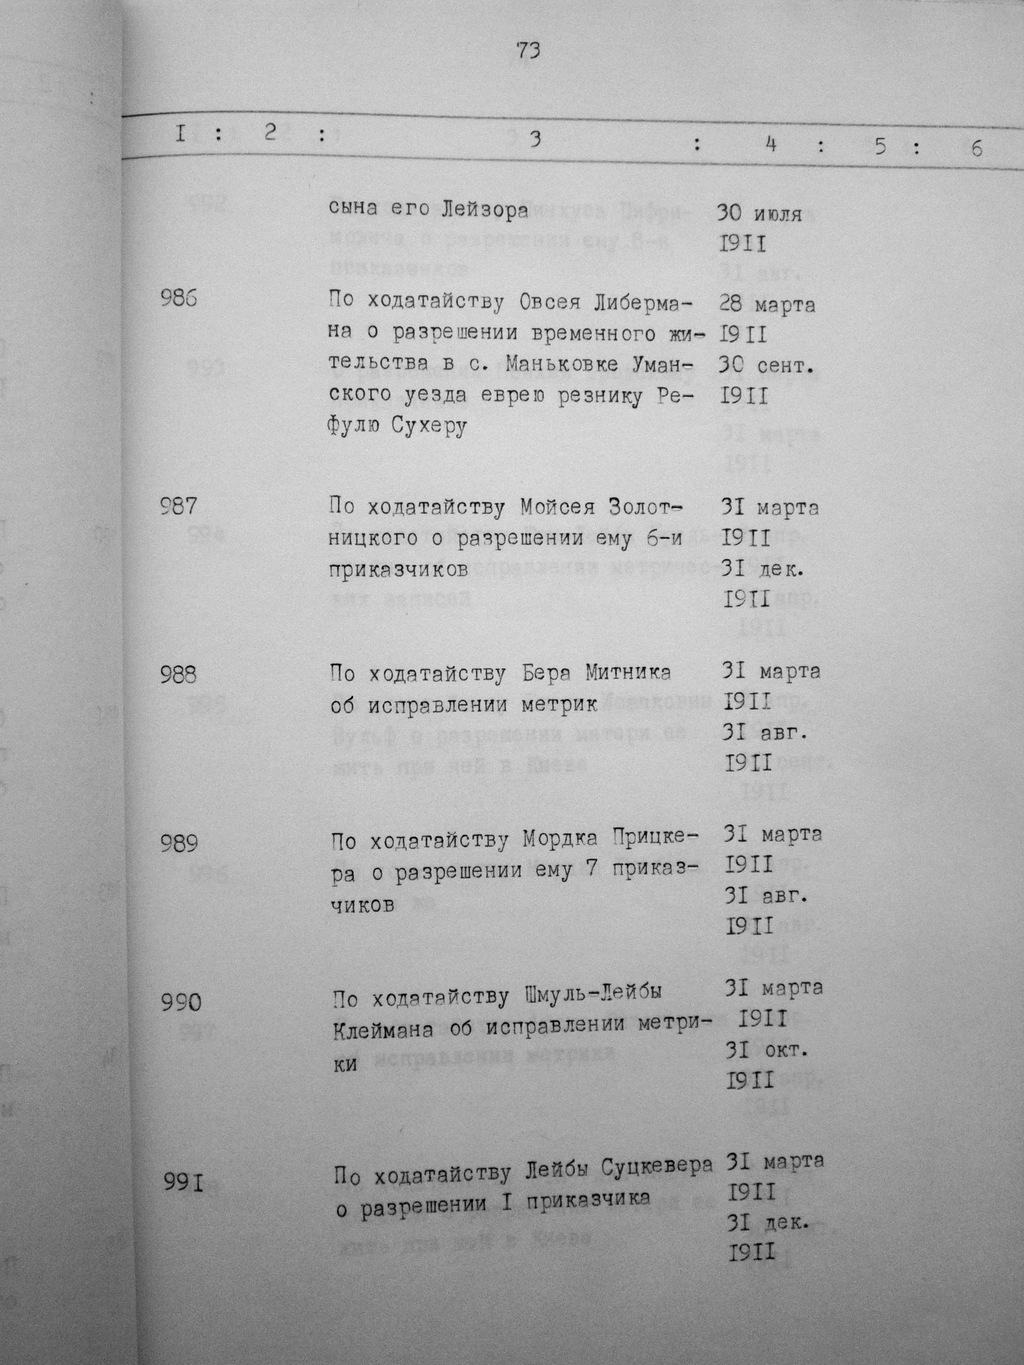 73
I : 2 : 3 : 4 : 5 : 6
сына его Лейзора 30 июля
I9II
986 По ходатайству Овсея Либерма- 28 марта
на о разрешении временного жи- I9II
тельства в с. Маньковке Уман- 30 сент.
ского уезда еврею резнику Ре- I9II
фулю Сухеру
987 По ходатайству Мойсея Золот- 3I марта
ницкого о разрешении ему 6-и I9II
приказчиков 3I дек.
I9II
988 По ходатайству Бера Митника 3I марта
об исправлении метрик I9II
3I авг.
I9II
989 По ходатайству Мордка Прицке- 3I марта
ра о разрешении ему 7 приказ- I9II
чиков 3I авг.
I9II
990 По ходатайству Шмуль-Лейбы 3I марта
Клеймана об исправлении метри- I9II
ки 3I окт.
I9II
99I По ходатайству Лейбы Суцкевера 3I марта
о разрешении I приказчика I9II
3I дек.
I9II